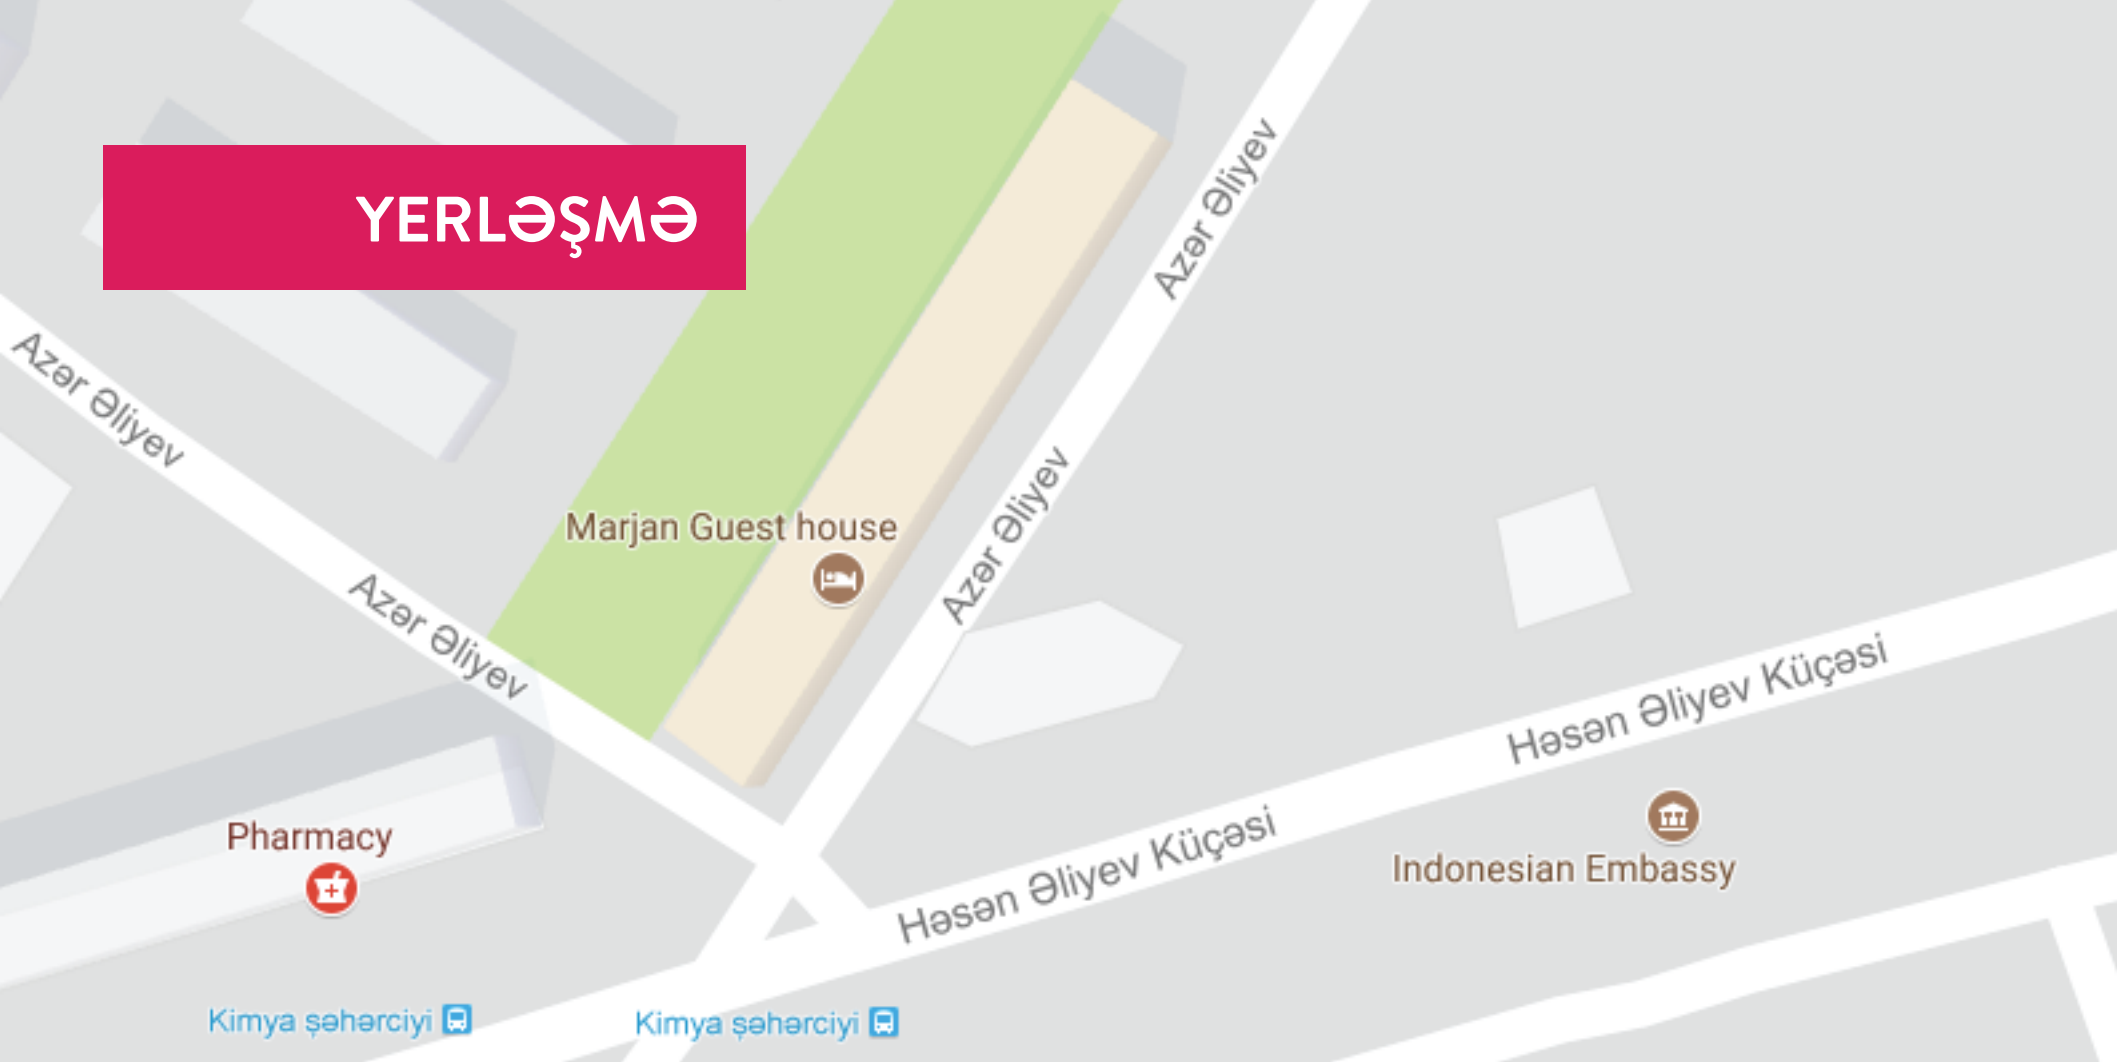 YERLƏŞMƏ
Azər Əliyev
Azər Əliyev
Marjan Guest house
Azər Əliyev
Azər Əliyev
Həsən Əliyev Küçəsi
Pharmacy
Həsən Əliyev Küçəsi
Indonesian Embassy
Kimya şəhərciyi
Kimya şəhərciyi